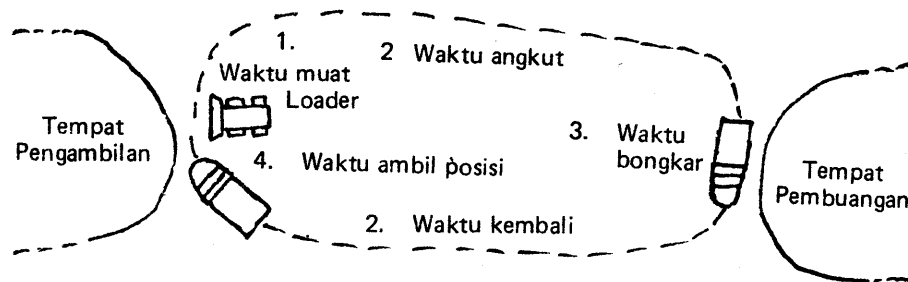 1.
Waktu muat
Loader
2 Waktu angkut
Tempat
Pengambilan
3. Waktu
bongkar
4. Waktu ambil posisi
Tempat
Pembuangan
2. Waktu kembali